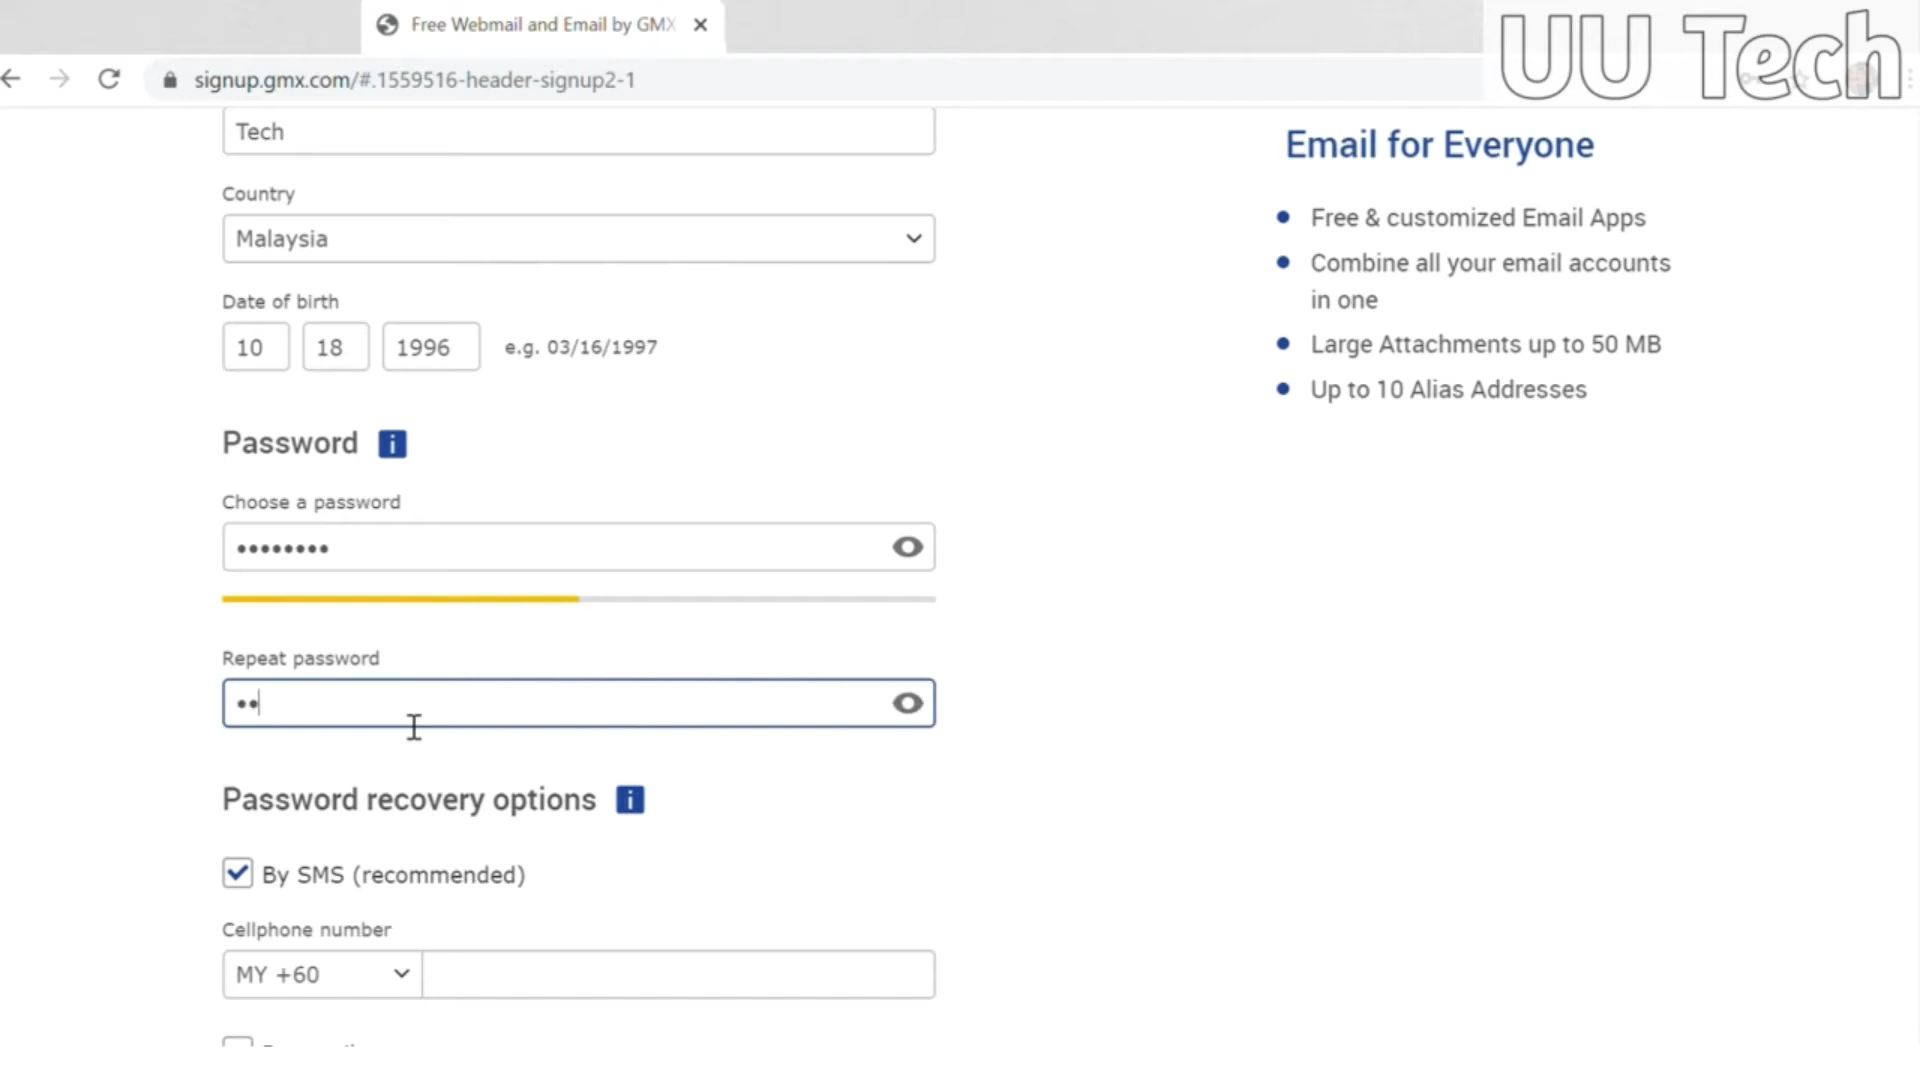 Free Webmail and Email by GMX
UU Tech
signup.gmx.com/#.1559516-header-signup2-1
Tech
Country
Malaysia
Date of birth
10 18 1996 e.g. 03/16/1997
Password
Choose a password
Repeat password
Password recovery options
By SMS (recommended)
Cellphone number
MY +60
Email for Everyone
Free & customized Email Apps
Combine all your email accounts
in one
Large Attachments up to 50 MB
Up to 10 Alias Addresses